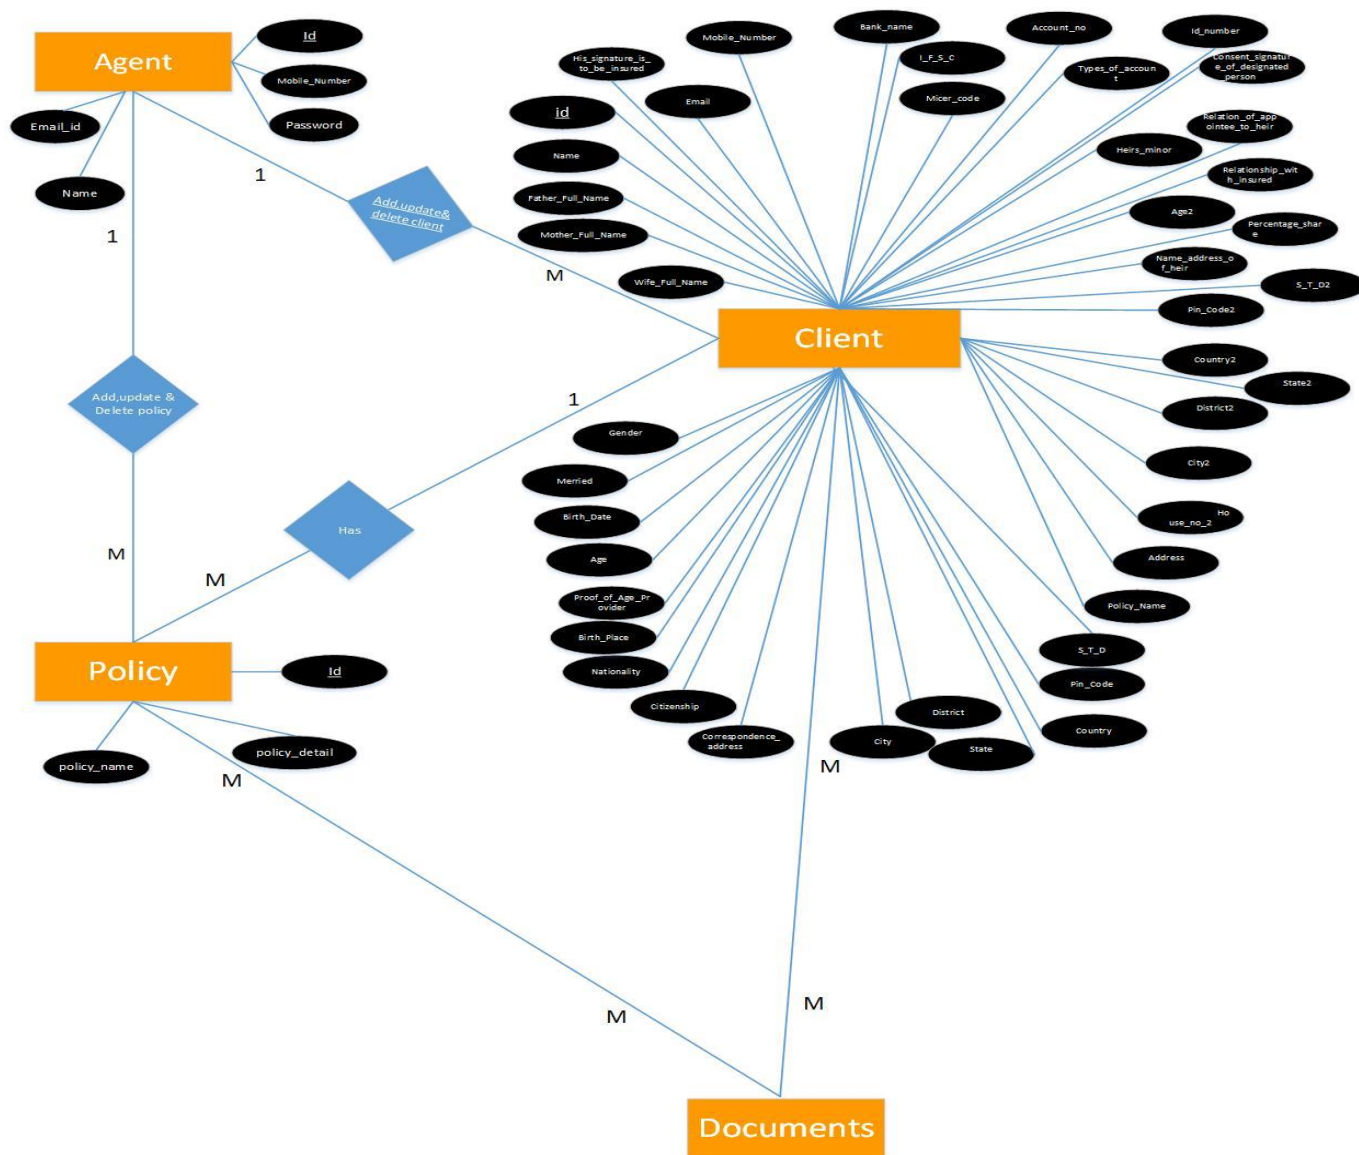 Agent
Id
Mobile_Number
Password
Email_id
Name
1
1
Add,update&
delete client
M
Add,update &
Delete policy
M
Has
1
M
Policy
Id
policy_name
policy_detail
M
M
Client
His_signature_is_
to_be_insured
Mobile_Number
Bank_name
Account_no
Id_number
I_F_S_C
Types_of_accoun
t
Consent_signatur
e_of_designated_
person
Email
Micer_code
id
Relation_of_app
ointee_to_heir
Name
Heirs_minor
Relationship_wit
h_insured
Father_Full_Name
Age2
Mother_Full_Name
Percentage_shar
e
Name_address_o
f_heir
Wife_Full_Name
S_T_D2
Pin_Code2
Country2
State2
District2
Gender
City2
Merried
Birth_Date
Ho
use_no_2
Age
Address
Proof_of_Age_Pr
ovider
Policy_Name
Birth_Place
S_T_D
Nationality
Pin_Code
Citizenship
District
Country
Correspondence_
address
City
State
M
M
Documents